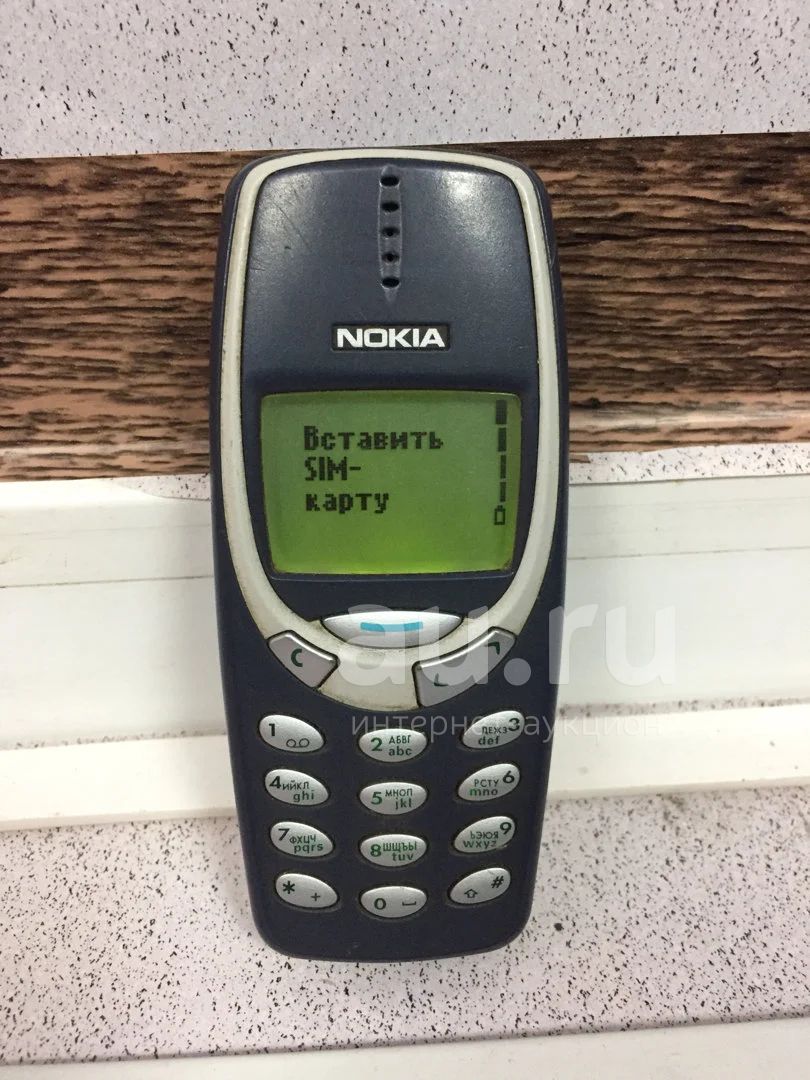 NOKIA
Вставить
SIM-
карту
au.ru
интернет аукцион
C
1
2 АБВГ abc
ДЕЖЗ 3 def
4 ИЙКЛ ghi
5 МНОП jkl
РСТУ 6 mno
7 ФХЦЧ pqrs
8 ШЩЪЫ tuv
ЬЭЮЯ 9 wxyz
* +
0
#